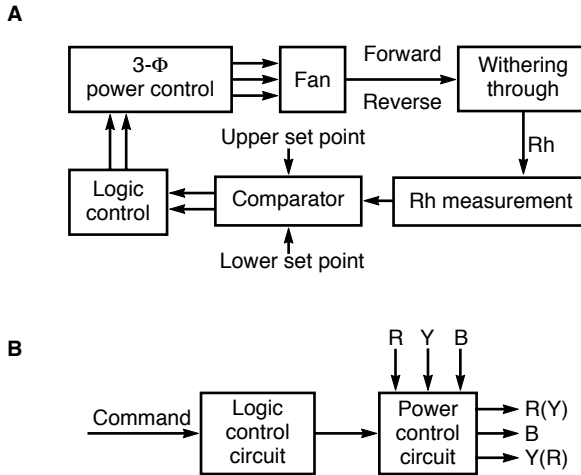 A
3-Φ
power control
Fan
Forward
Reverse
Withering
through
Upper set point
Rh
Logic
control
Comparator
Rh measurement
Lower set point
B
R Y B
Command
Logic
control
circuit
Power
control
circuit
R(Y)
B
Y(R)